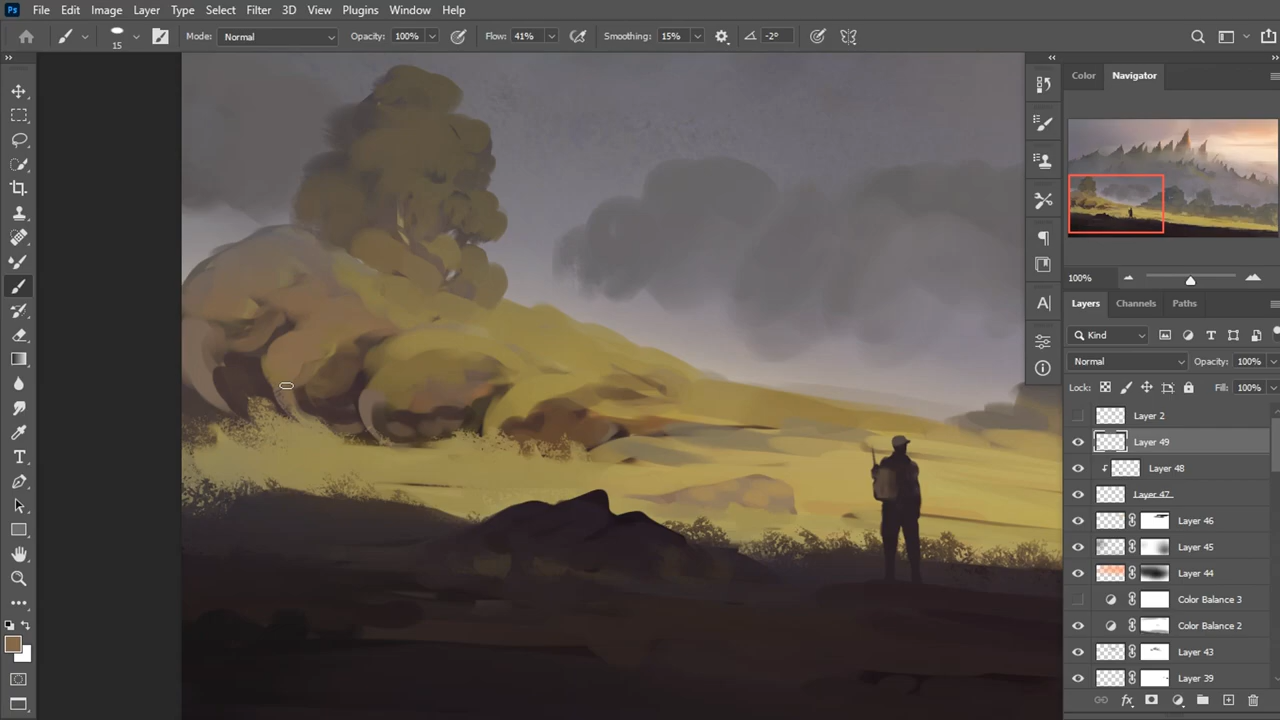 Ps File Edit Image Layer Type Select Filter 3D View Plugins Window Help
15 Mode: Normal Opacity: 100% Flow: 41% Smoothing: 15% -2°
Color Navigator
100%
Layers Channels Paths
Kind
Normal Opacity: 100%
Lock: Fill: 100%
Layer 2
Layer 49
Layer 48
Layer 47
Layer 46
Layer 45
Layer 44
Color Balance 3
Color Balance 2
Layer 43
Layer 39